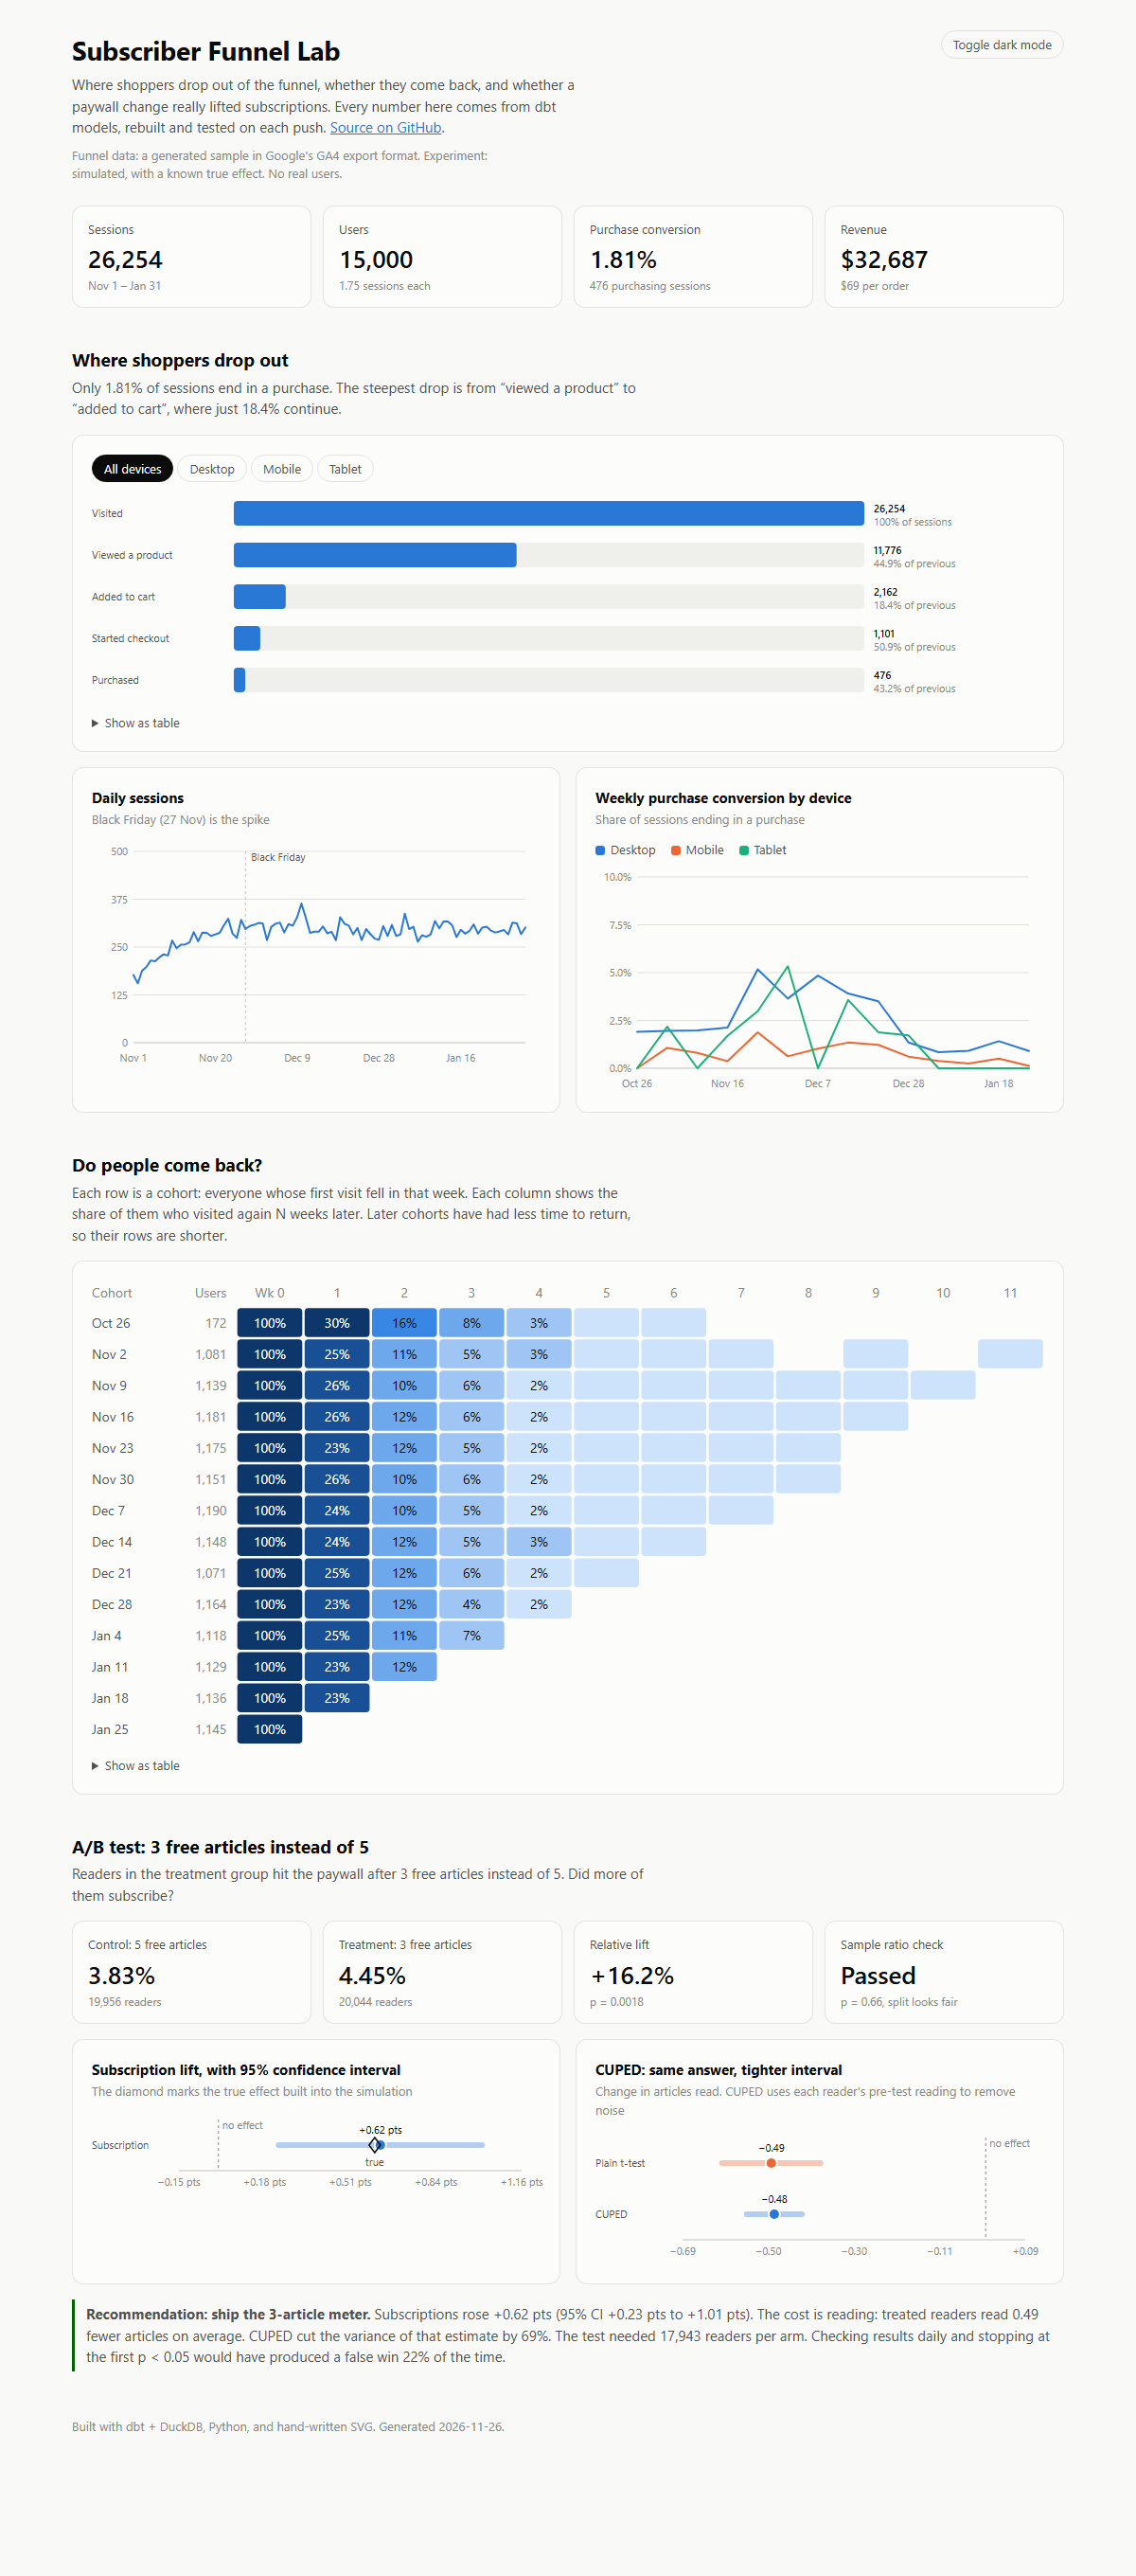 Subscriber Funnel Lab
Toggle dark mode
Where shoppers drop out of the funnel, whether they come back, and whether a
paywall change really lifted subscriptions. Every number here comes from dbt
models, rebuilt and tested on each push. Source on GitHub.
Funnel data: a generated sample in Google's GA4 export format. Experiment:
simulated, with a known true effect. No real users.
Sessions
26,254
Nov 1 – Jan 31
Users
15,000
1.75 sessions each
Purchase conversion
1.81%
476 purchasing sessions
Revenue
$32,687
$69 per order
Where shoppers drop out
Only 1.81% of sessions end in a purchase. The steepest drop is from “viewed a product” to
“added to cart”, where just 18.4% continue.
All devices Desktop Mobile Tablet
Visited
26,254
100% of sessions
Viewed a product
11,776
44.9% of previous
Added to cart
2,162
18.4% of previous
Started checkout
1,101
50.9% of previous
Purchased
476
43.2% of previous
▶ Show as table
Daily sessions
Black Friday (27 Nov) is the spike
500
Black Friday
375
250
125
0
Nov 1 Nov 20 Dec 9 Dec 28 Jan 16
Weekly purchase conversion by device
Share of sessions ending in a purchase
Desktop Mobile Tablet
10.0%
7.5%
5.0%
2.5%
0.0%
Oct 26 Nov 16 Dec 7 Dec 28 Jan 18
Do people come back?
Each row is a cohort: everyone whose first visit fell in that week. Each column shows the
share of them who visited again N weeks later. Later cohorts have had less time to return,
so their rows are shorter.
Cohort Users Wk 0 1 2 3 4 5 6 7 8 9 10 11
Oct 26 172 100% 30% 16% 8% 3%
Nov 2 1,081 100% 25% 11% 5% 3%
Nov 9 1,139 100% 26% 10% 6% 2%
Nov 16 1,181 100% 26% 12% 6% 2%
Nov 23 1,175 100% 23% 12% 5% 2%
Nov 30 1,151 100% 26% 10% 6% 2%
Dec 7 1,190 100% 24% 10% 5% 2%
Dec 14 1,148 100% 24% 12% 5% 3%
Dec 21 1,071 100% 25% 12% 6% 2%
Dec 28 1,164 100% 23% 12% 4% 2%
Jan 4 1,118 100% 25% 11% 7%
Jan 11 1,129 100% 23% 12%
Jan 18 1,136 100% 23%
Jan 25 1,145 100%
▶ Show as table
A/B test: 3 free articles instead of 5
Readers in the treatment group hit the paywall after 3 free articles instead of 5. Did more of
them subscribe?
Control: 5 free articles
3.83%
19,956 readers
Treatment: 3 free articles
4.45%
20,044 readers
Relative lift
+16.2%
p = 0.0018
Sample ratio check
Passed
p = 0.66, split looks fair
Subscription lift, with 95% confidence interval
The diamond marks the true effect built into the simulation
no effect
+0.62 pts
Subscription
true
−0.15 pts +0.18 pts +0.51 pts +0.84 pts +1.16 pts
CUPED: same answer, tighter interval
Change in articles read. CUPED uses each reader's pre-test reading to remove
noise
no effect
−0.49
Plain t-test
−0.48
CUPED
−0.69 −0.50 −0.30 −0.11 +0.09
Recommendation: ship the 3-article meter. Subscriptions rose +0.62 pts (95% CI +0.23 pts to +1.01 pts). The cost is reading: treated readers read 0.49
fewer articles on average. CUPED cut the variance of that estimate by 69%. The test needed 17,943 readers per arm. Checking results daily and stopping at
the first p < 0.05 would have produced a false win 22% of the time.
Built with dbt + DuckDB, Python, and hand-written SVG. Generated 2026-11-26.